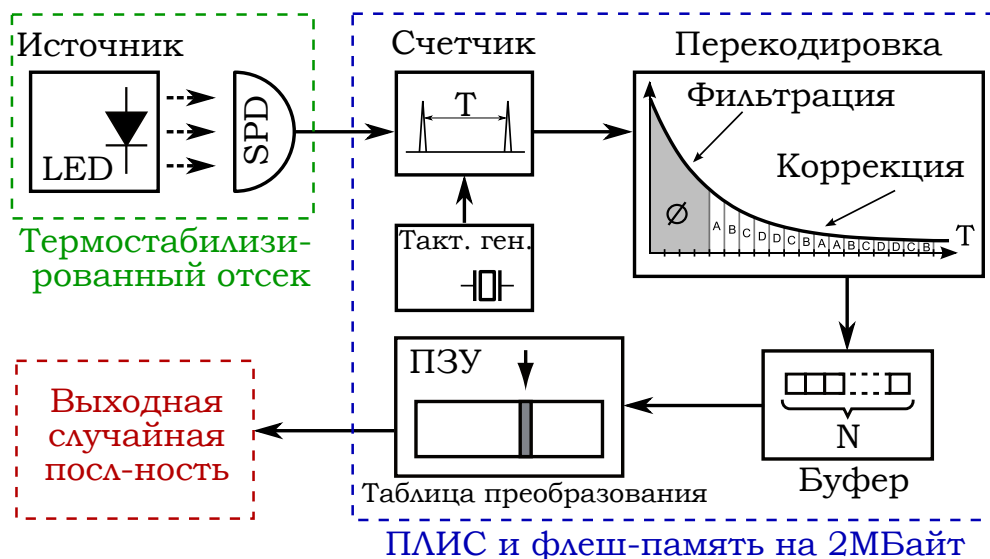 Источник
LED
SPD
Термостабилизи-
рованный отсек
Счетчик
T
Такт. ген.
Перекодировка
Фильтрация
Коррекция
Ø
A B C D D C B A A B C D D C B
T
ПЗУ
Таблица преобразования
N
Буфер
Выходная
случайная
посл-ность
ПЛИС и флеш-память на 2МБайт